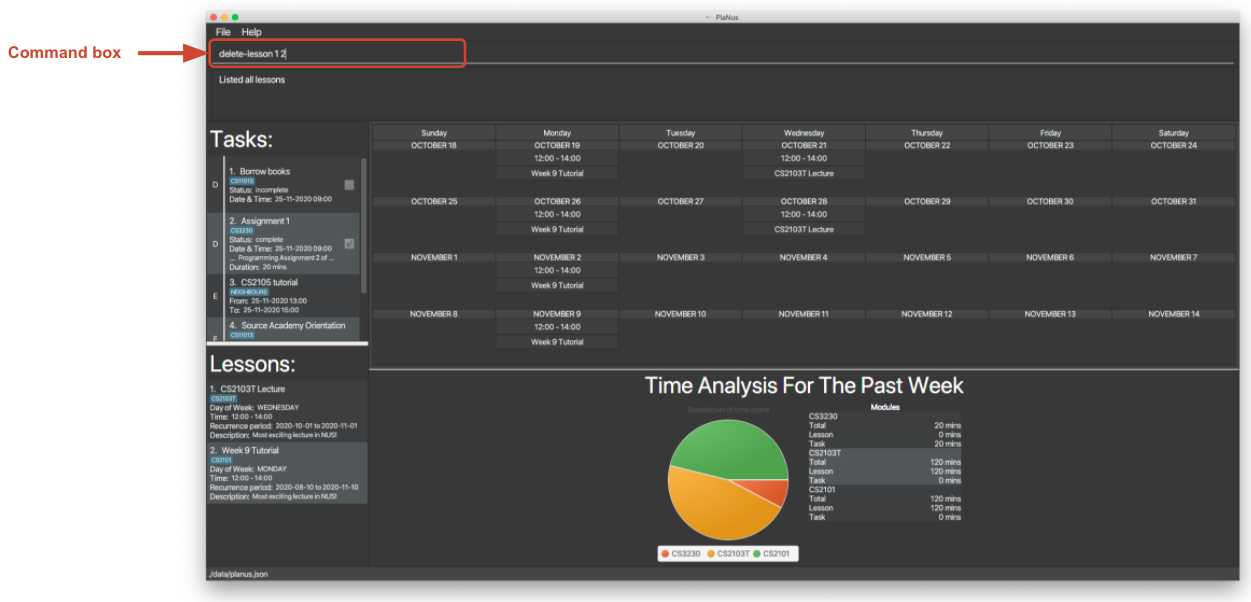 PlaNus
File Help
Command box
delete-lesson 1 2
Listed all lessons
Tasks:
D
1. Borrow books
CS1101S
Status: incomplete
Date & Time: 25-11-2020 09:00
D
2. Assignment 1
CS3230
Status: complete
Date & Time: 25-11-2020 09:00
... Programming Assignment 2 of ...
Duration: 20 mins
E
3. CS2105 tutorial
NEIGHBOURS
From: 25-11-2020 13:00
To: 25-11-2020 15:00
4. Source Academy Orientation
CS1101S
Lessons:
1. CS2103T Lecture
CS2103T
Day of Week: WEDNESDAY
Time: 12:00 - 14:00
Recurrence period: 2020-10-01 to 2020-11-01
Description: Most exciting lecture in NUS!
2. Week 9 Tutorial
CS2101
Day of Week: MONDAY
Time: 12:00 - 14:00
Recurrence period: 2020-08-10 to 2020-11-10
Description: Most exciting lecture in NUS!
Sunday Monday Tuesday Wednesday Thursday Friday Saturday
OCTOBER 18 OCTOBER 19 OCTOBER 20 OCTOBER 21 OCTOBER 22 OCTOBER 23 OCTOBER 24
12:00 - 14:00 12:00 - 14:00
Week 9 Tutorial CS2103T Lecture
OCTOBER 25 OCTOBER 26 OCTOBER 27 OCTOBER 28 OCTOBER 29 OCTOBER 30 OCTOBER 31
12:00 - 14:00 12:00 - 14:00
Week 9 Tutorial CS2103T Lecture
NOVEMBER 1 NOVEMBER 2 NOVEMBER 3 NOVEMBER 4 NOVEMBER 5 NOVEMBER 6 NOVEMBER 7
12:00 - 14:00
Week 9 Tutorial
NOVEMBER 8 NOVEMBER 9 NOVEMBER 10 NOVEMBER 11 NOVEMBER 12 NOVEMBER 13 NOVEMBER 14
12:00 - 14:00
Week 9 Tutorial
Time Analysis For The Past Week
Breakdown of time spent
Modules
CS3230
Total 20 mins
Lesson 0 mins
Task 20 mins
CS2103T
Total 120 mins
Lesson 120 mins
Task 0 mins
CS2101
Total 120 mins
Lesson 120 mins
Task 0 mins
CS3230 CS2103T CS2101
./data/planus.json